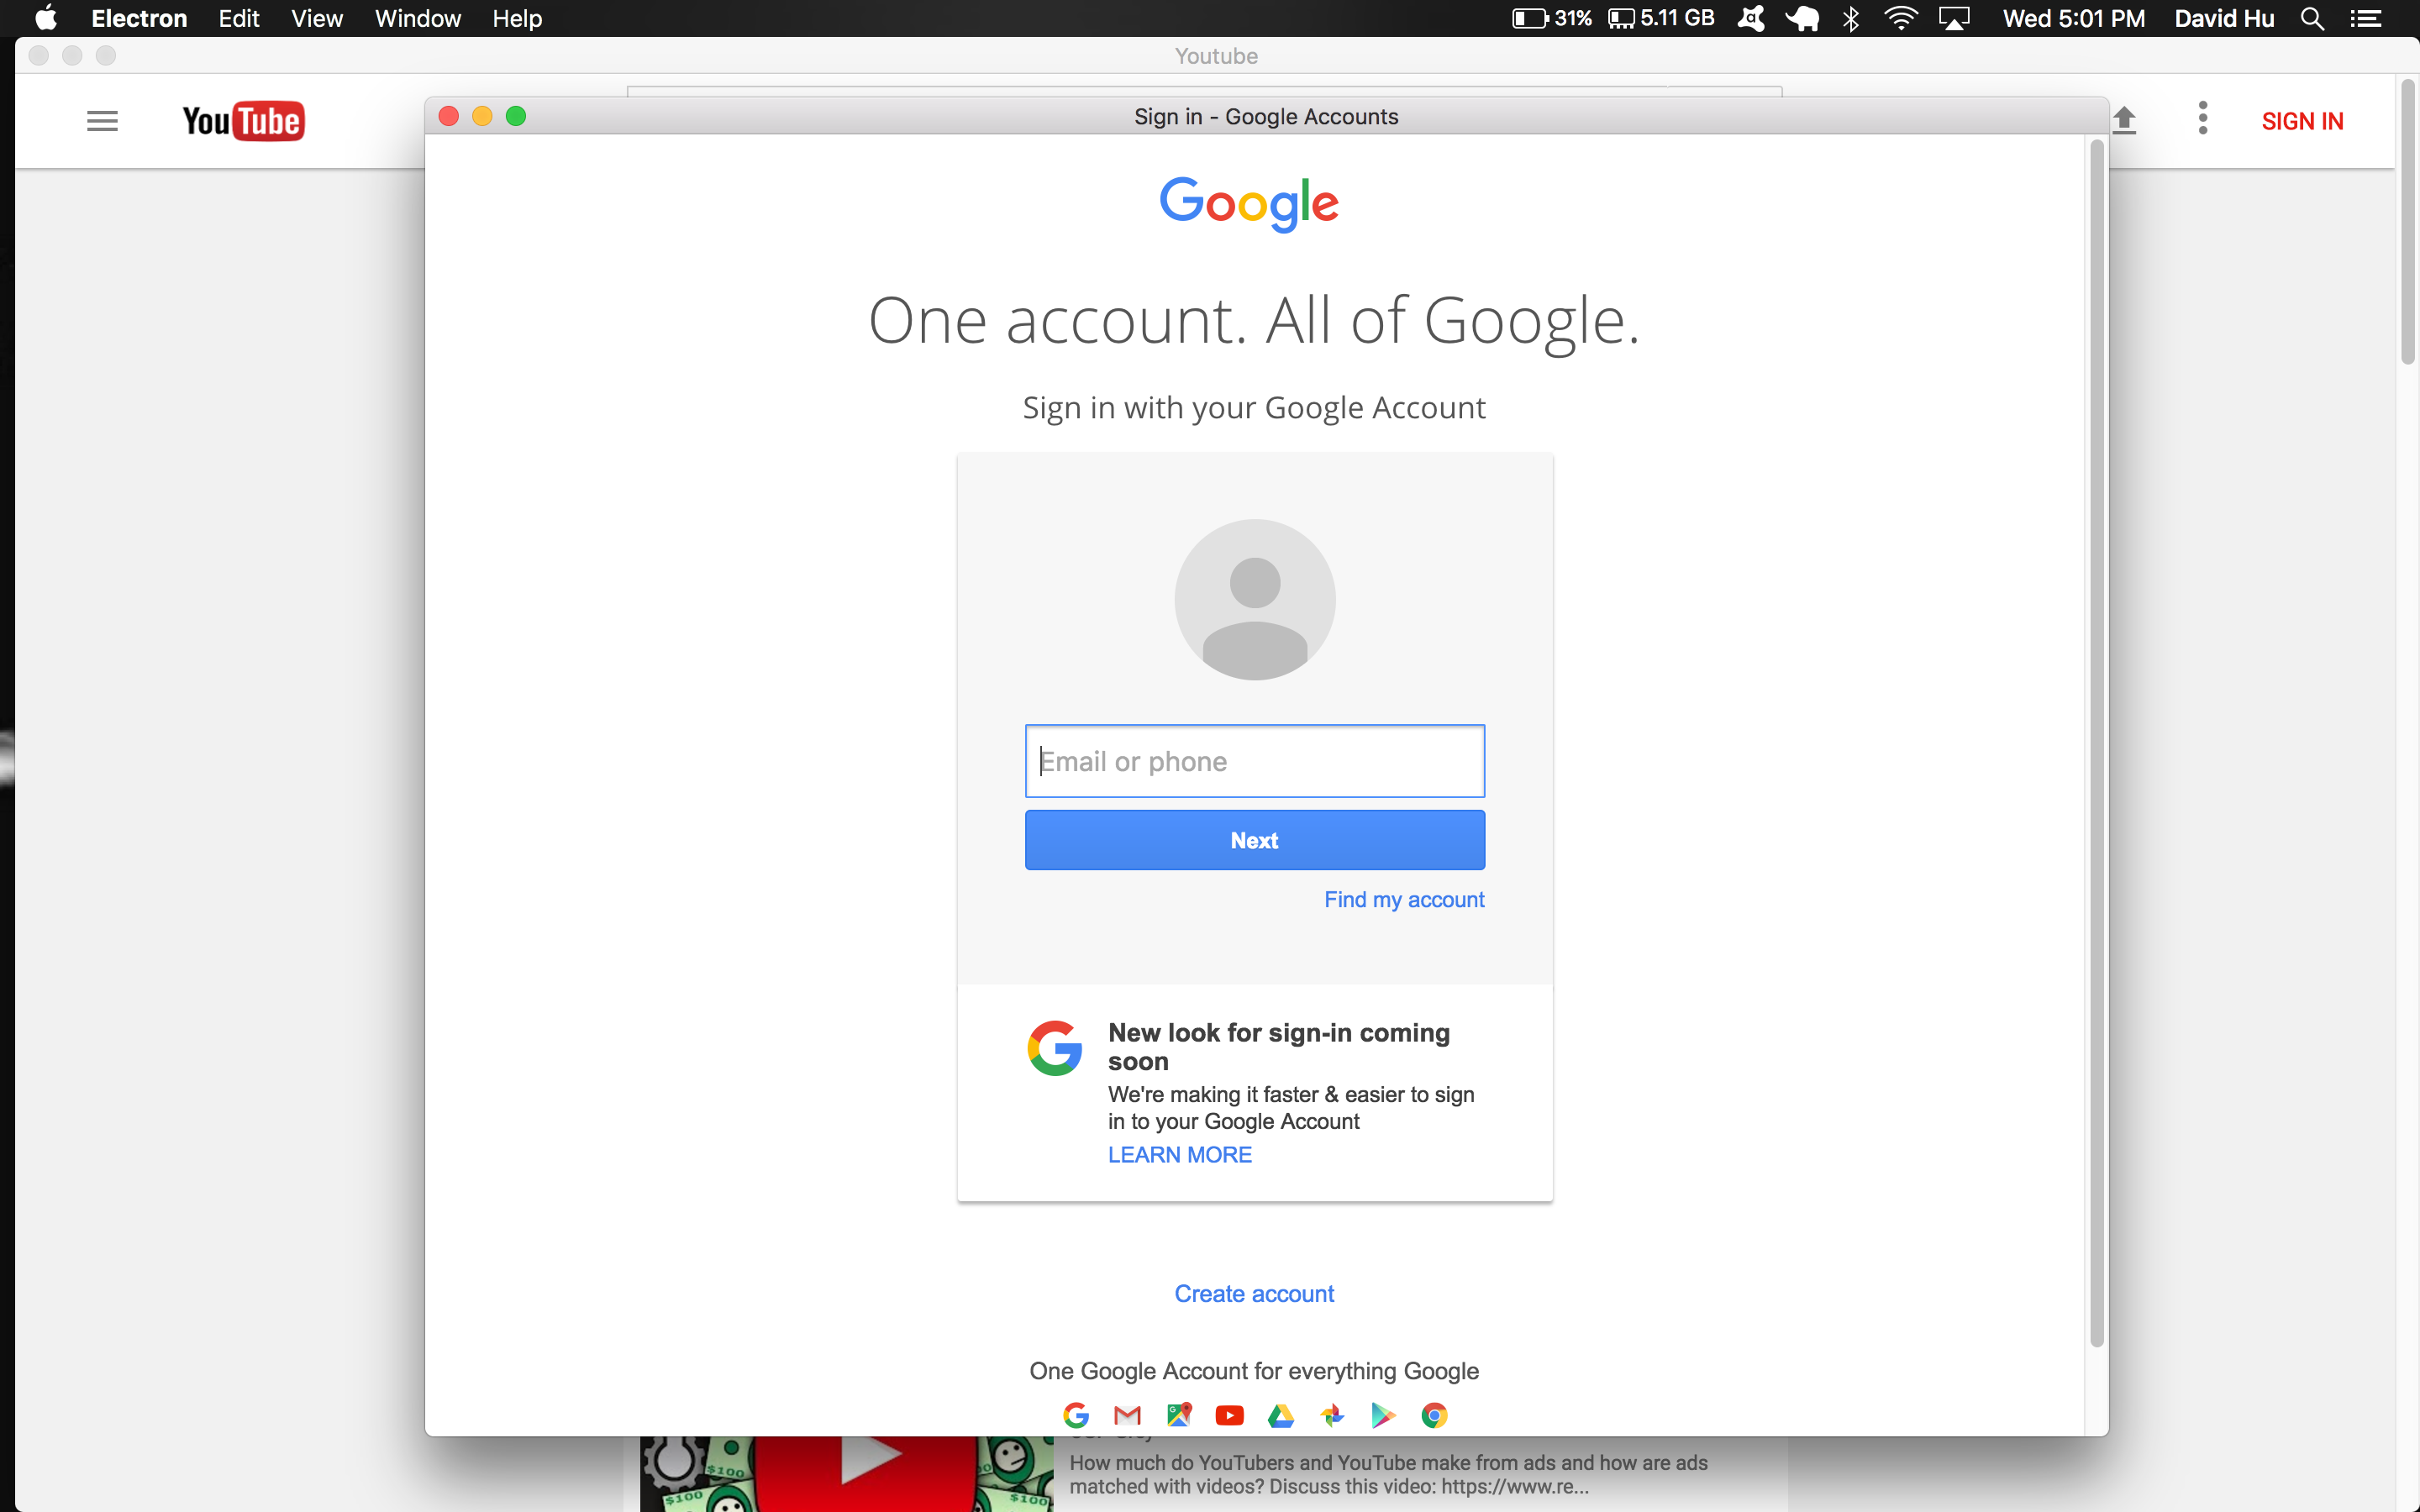 Electron Edit View Window Help 31% 5.11 GB Wed 5:01 PM David Hu
Youtube
YouTube
SIGN IN
Sign in - Google Accounts
Google
One account. All of Google.
Sign in with your Google Account
Email or phone
Next
Find my account
New look for sign-in coming
soon
We're making it faster & easier to sign
in to your Google Account
LEARN MORE
Create account
One Google Account for everything Google
How much do YouTubers and YouTube make from ads and how are ads
matched with videos? Discuss this video: https://www.re...
$100
$100
$100